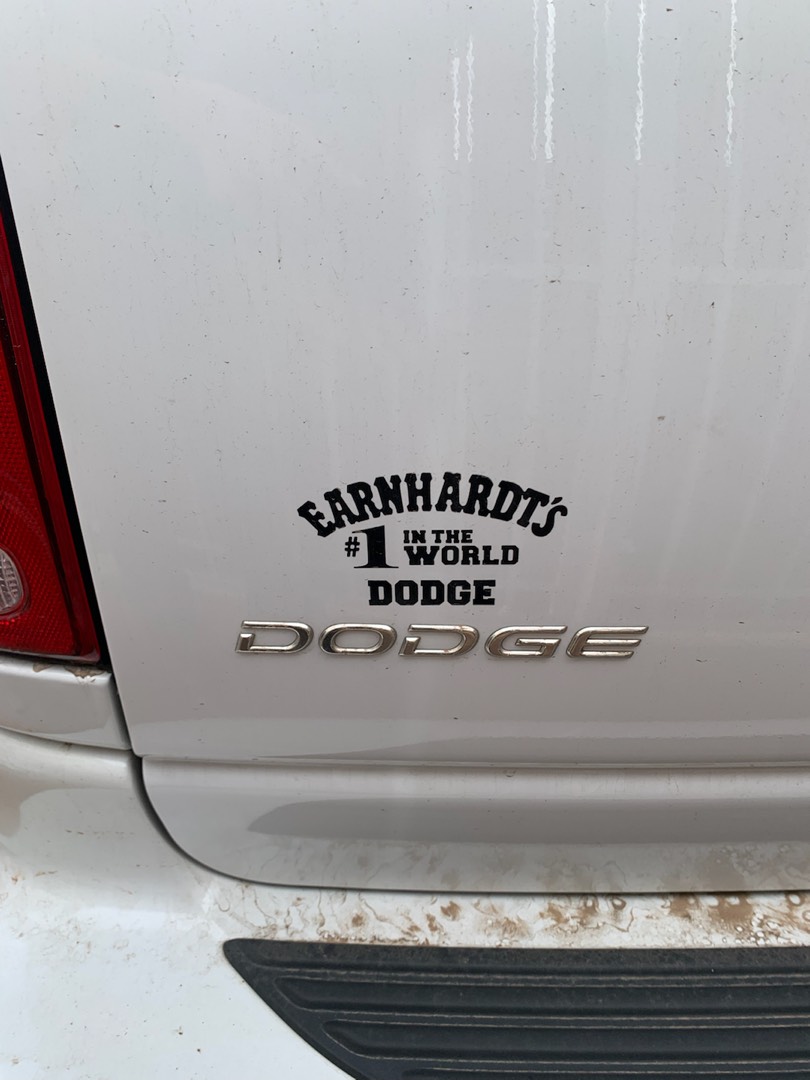 EARNHARDT'S
#1 IN THE
WORLD
DODGE
DODGE